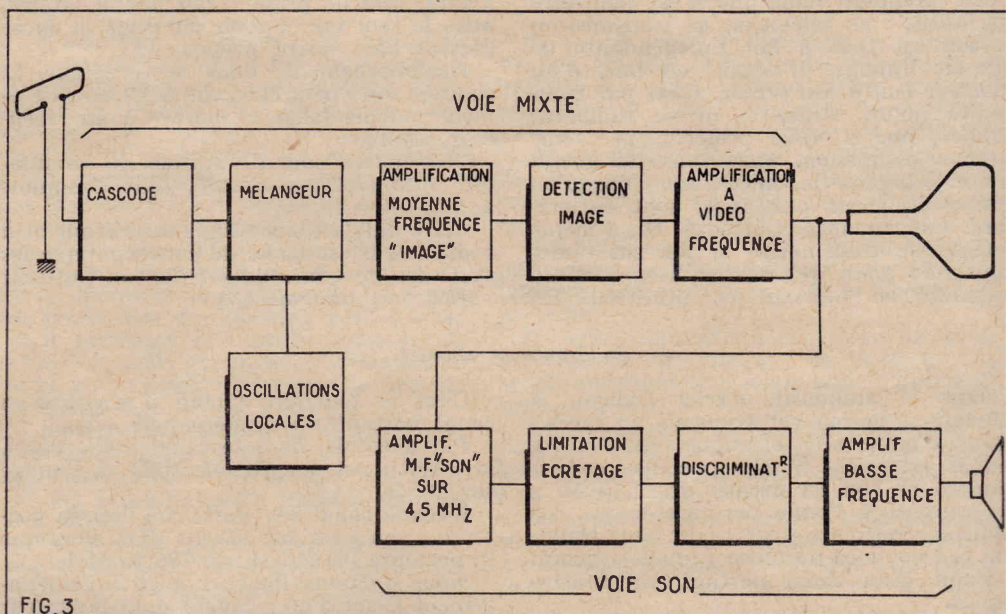 VOIE MIXTE
CASCODE
MELANGEUR
AMPLIFICATION
MOYENNE
FREQUENCE
"IMAGE"
DETECTION
IMAGE
AMPLIFICATION
A
VIDEO
FREQUENCE
OSCILLATIONS
LOCALES
AMPLIF.
M.F. "SON"
SUR
4,5 MHZ
LIMITATION
ECRETAGE
DISCRIMINATR.
AMPLIF
BASSE
FREQUENCE
VOIE SON
FIG.3